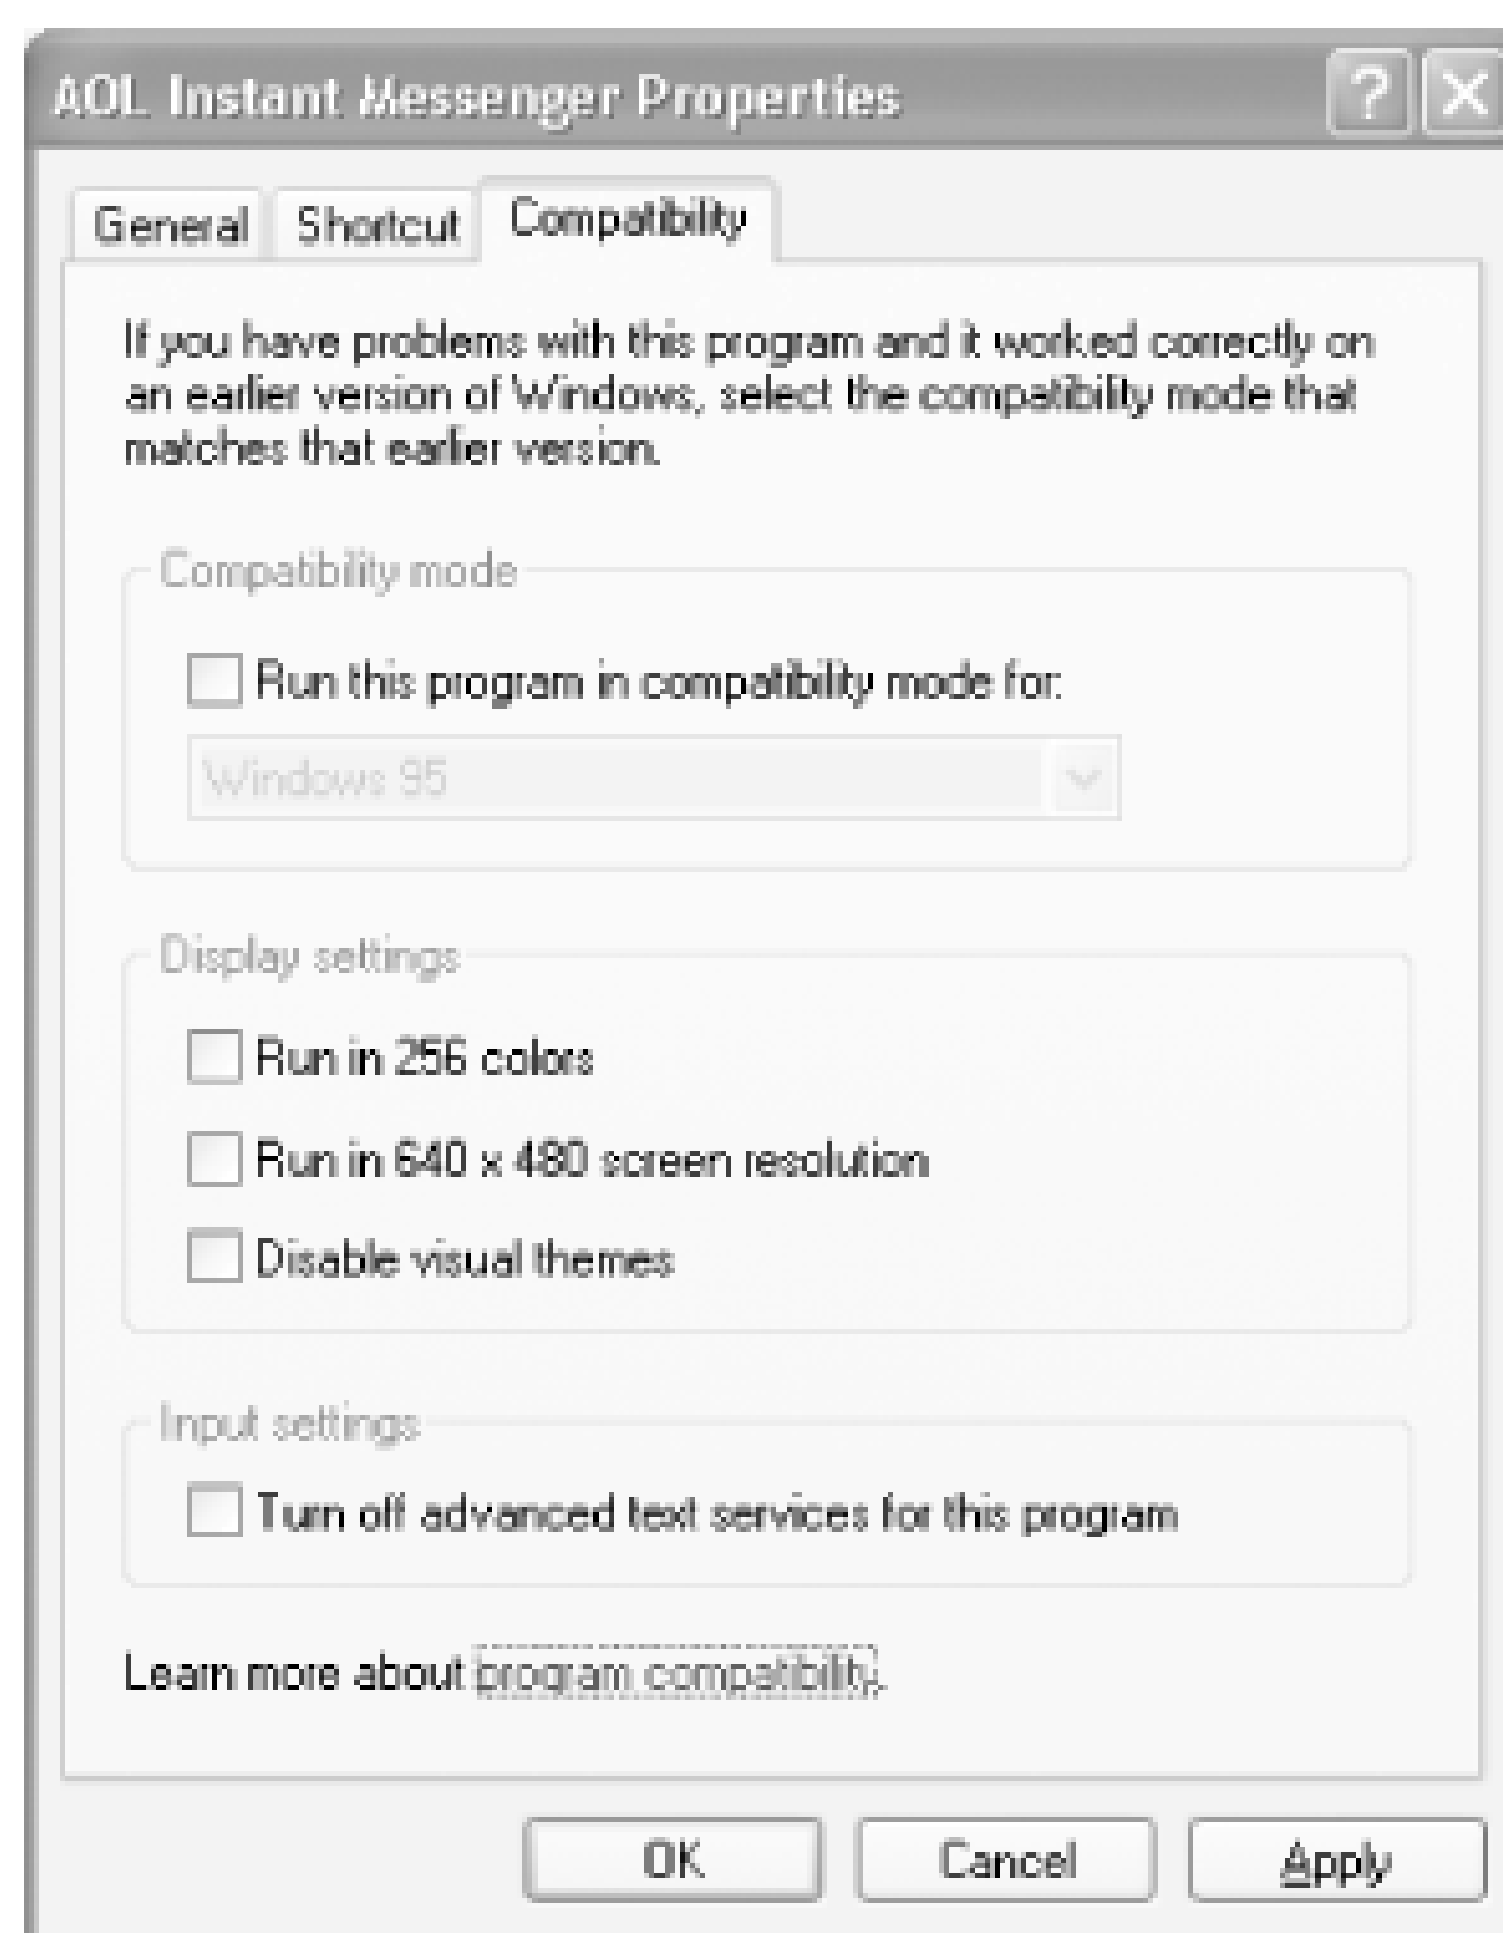 AOL Instant Messenger Properties
General Shortcut Compatibility
If you have problems with this program and it worked correctly on
an earlier version of Windows, select the compatibility mode that
matches that earlier version.
Compatibility mode
Run this program in compatibility mode for:
Windows 95
Display settings
Run in 256 colors
Run in 640 x 480 screen resolution
Disable visual themes
Input settings
Turn off advanced text services for this program
Learn more about program compatibility.
OK Cancel Apply